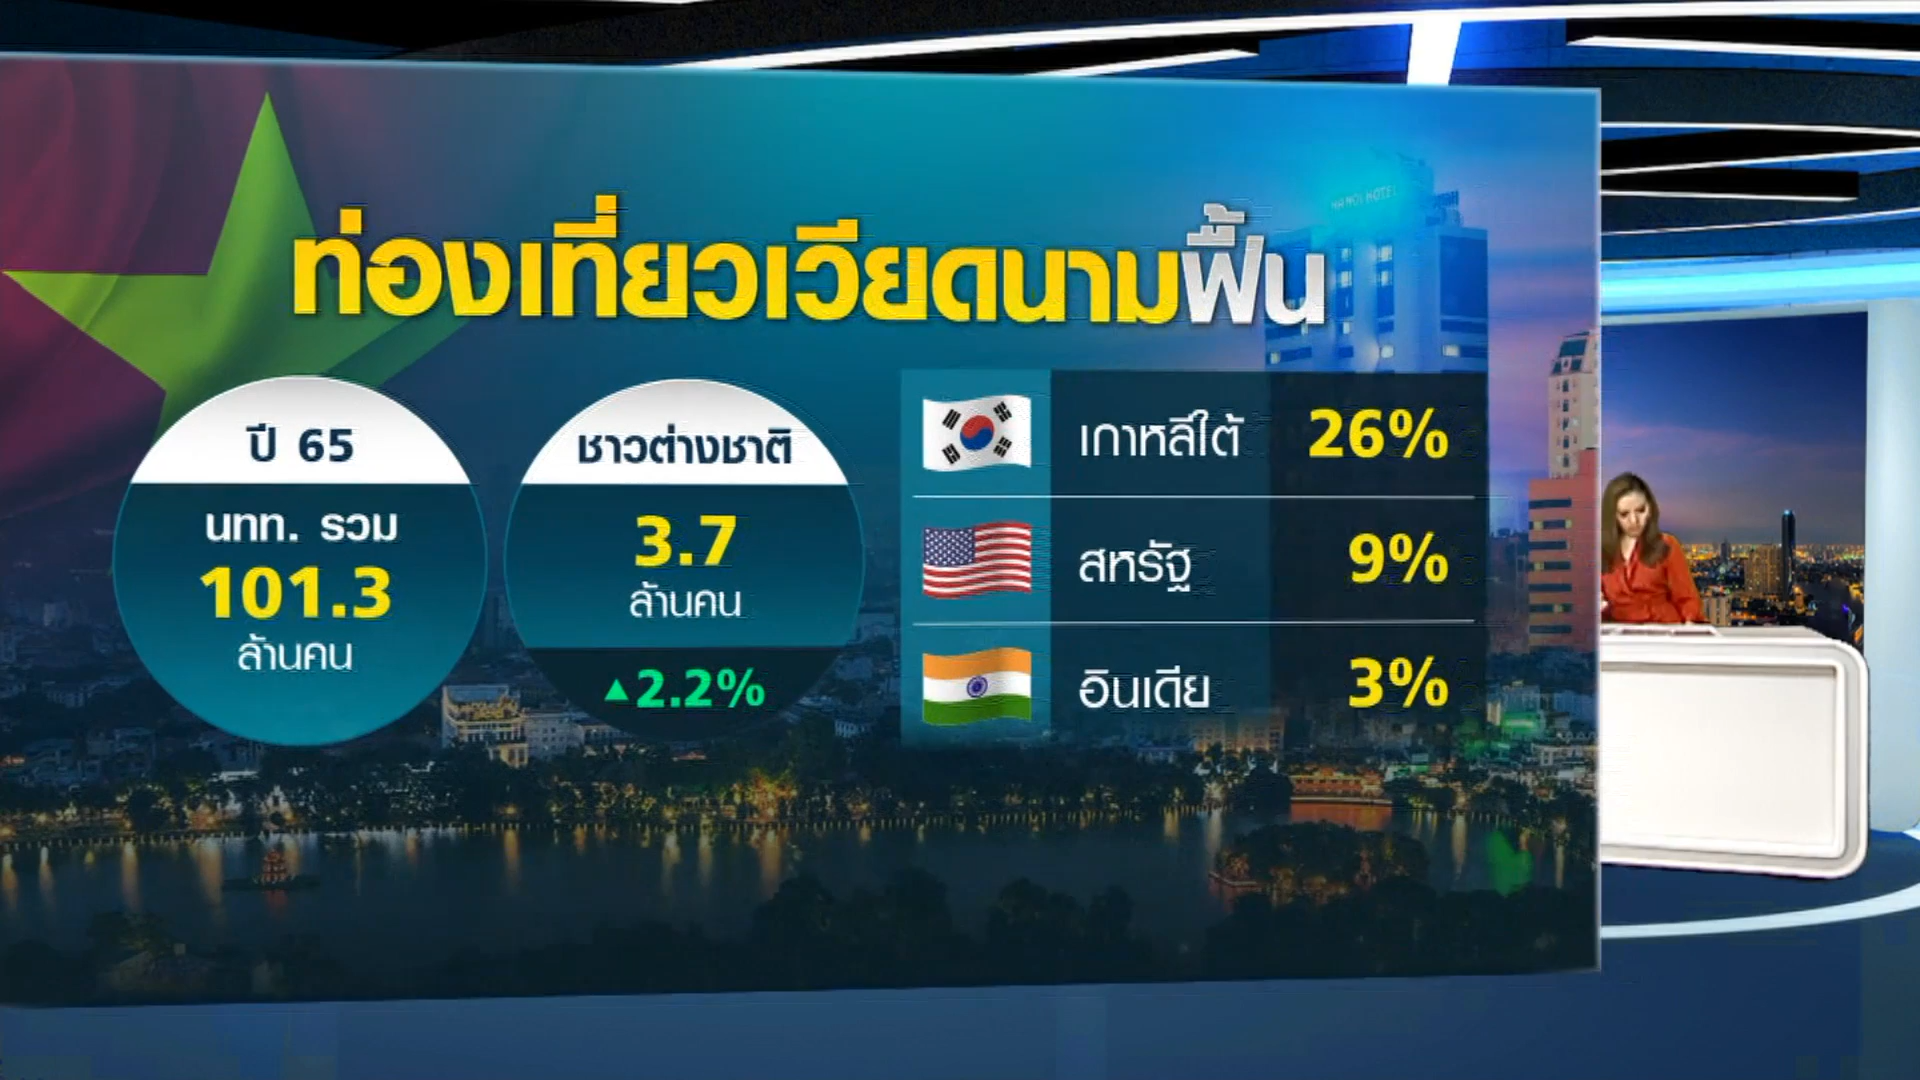 HANOI HOTEL
ท่องเที่ยวเวียดนามฟื้น
ปี 65
นทท. รวม
101.3
ล้านคน
ชาวต่างชาติ
3.7
ล้านคน
▲2.2%
เกาหลีใต้ 26%
สหรัฐ 9%
อินเดีย 3%